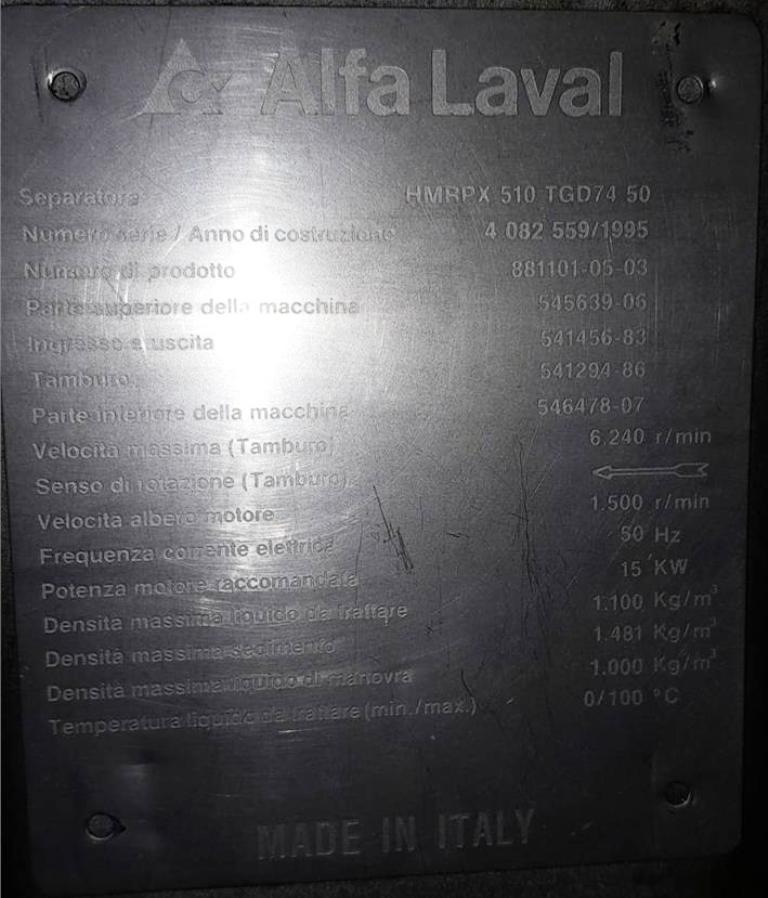 Alfa Laval
Separatore HMRPX 510 TGD74 50
Numero serie / Anno di costruzione 4 082 559/1995
Numero di prodotto 881101-05-03
Parte superiore della macchina 545639-06
Ingresso e uscita 541456-83
Tamburo 541294-86
Parte inferiore della macchina 546478-07
Velocità massima (Tamburo) 6.240 r/min
Senso di rotazione (Tamburo)
Velocità albero motore 1.500 r/min
Frequenza corrente elettrica 50 Hz
Potenza motore raccomandata 15 KW
Densità massima liquido da trattare 1.100 Kg/m³
Densità massima sedimento 1.481 Kg/m³
Densità massima liquido di manovra 1.000 Kg/m³
Temperatura liquido da trattare (min./max.) 0/100 °C
MADE IN ITALY